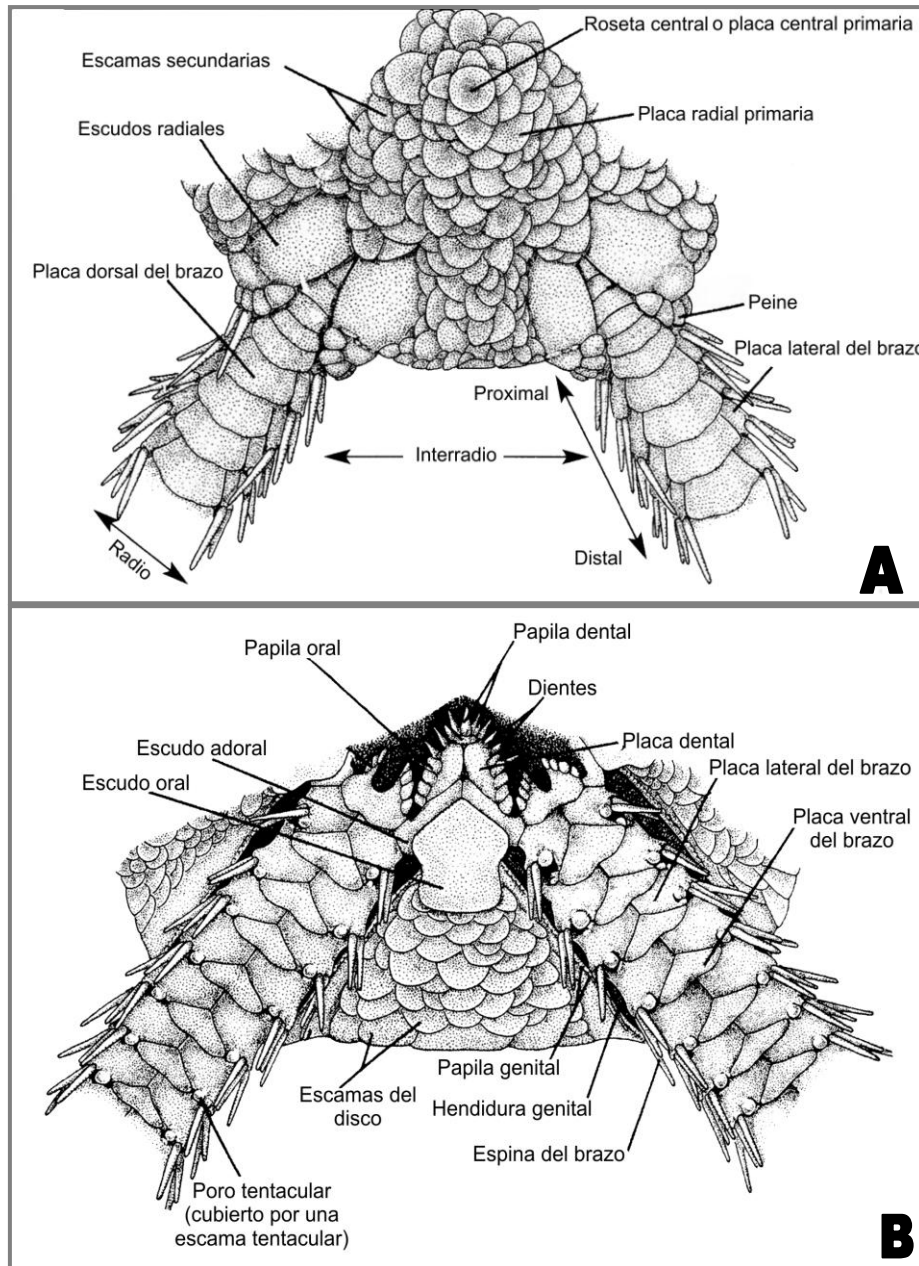 Roseta central o placa central primaria
Escamas secundarias
Placa radial primaria
Escudos radiales
Placa dorsal del brazo
Peine
Placa lateral del brazo
Proximal
Interradio
Radio
Distal
A
Papila dental
Papila oral
Dientes
Escudo adoral
Placa dental
Placa lateral del brazo
Escudo oral
Placa ventral
del brazo
Papila genital
Escamas del
disco
Hendidura genital
Espina del brazo
Poro tentacular
(cubierto por una
escama tentacular)
B